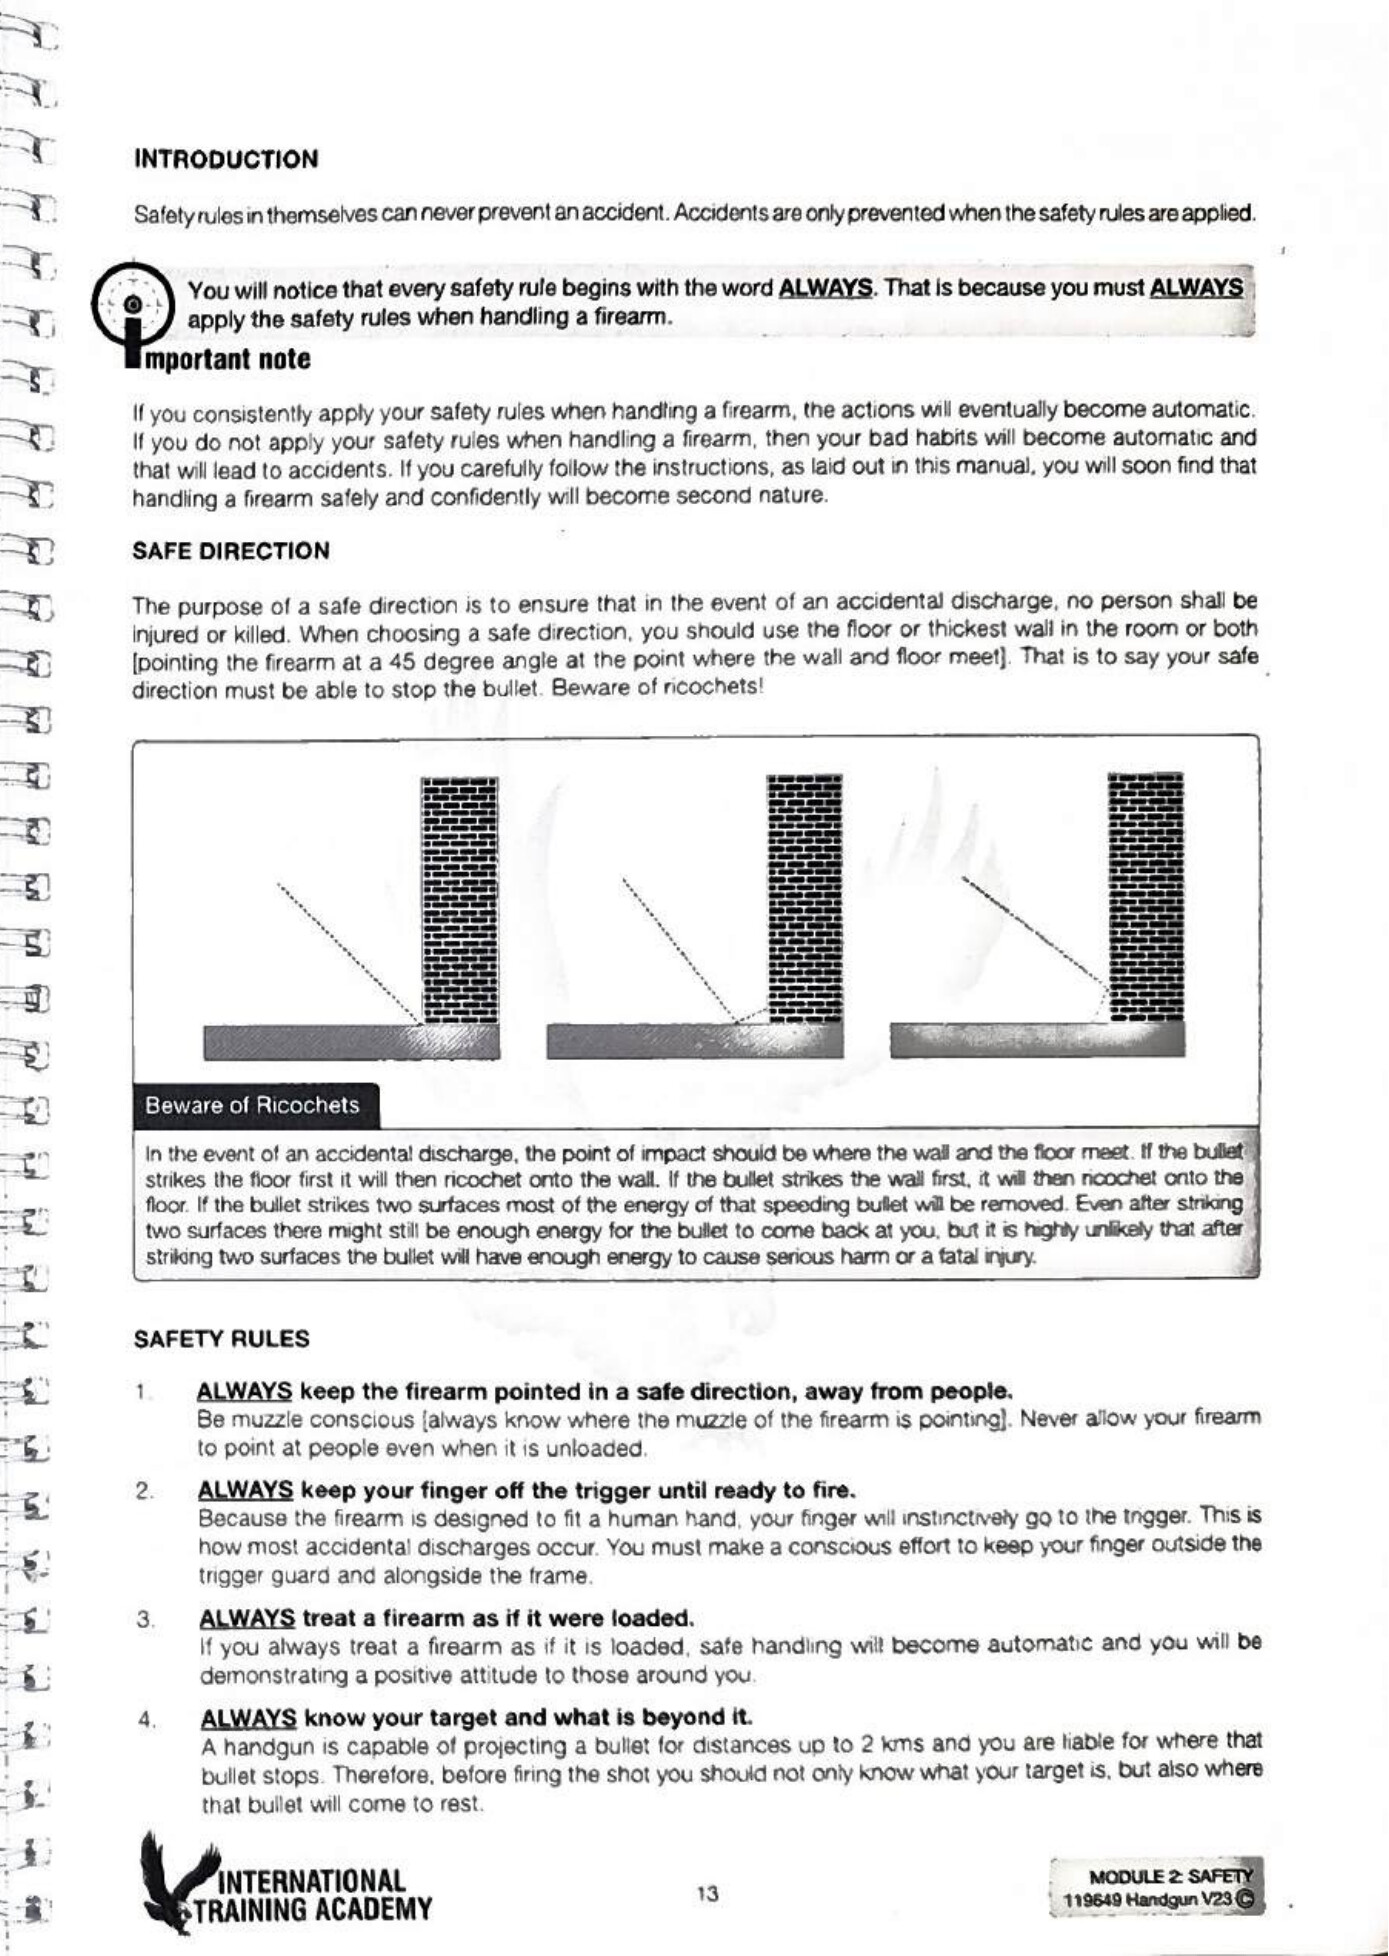 INTRODUCTION
Safety rules in themselves can never prevent an accident. Accidents are only prevented when the safety rules are applied.
You will notice that every safety rule begins with the word ALWAYS. That is because you must ALWAYS
apply the safety rules when handling a firearm.
Important note
If you consistently apply your safety rules when handling a firearm, the actions will eventually become automatic.
If you do not apply your safety rules when handling a firearm, then your bad habits will become automatic and
that will lead to accidents. If you carefully follow the instructions, as laid out in this manual, you will soon find that
handling a firearm safely and confidently will become second nature.
SAFE DIRECTION
The purpose of a safe direction is to ensure that in the event of an accidental discharge, no person shall be
injured or killed. When choosing a safe direction, you should use the floor or thickest wall in the room or both
[pointing the firearm at a 45 degree angle at the point where the wall and floor meet]. That is to say your safe
direction must be able to stop the bullet. Beware of ricochets!
Beware of Ricochets
In the event of an accidental discharge, the point of impact should be where the wall and the floor meet. If the bullet
strikes the floor first it will then ricochet onto the wall. If the bullet strikes the wall first, it will then ricochet onto the
floor. If the bullet strikes two surfaces most of the energy of that speeding bullet will be removed. Even after striking
two surfaces there might still be enough energy for the bullet to come back at you, but it is highly unlikely that after
striking two surfaces the bullet will have enough energy to cause serious harm or a fatal injury.
SAFETY RULES
1. ALWAYS keep the firearm pointed in a safe direction, away from people.
Be muzzle conscious [always know where the muzzle of the firearm is pointing]. Never allow your firearm
to point at people even when it is unloaded.
2. ALWAYS keep your finger off the trigger until ready to fire.
Because the firearm is designed to fit a human hand, your finger will instinctively go to the trigger. This is
how most accidental discharges occur. You must make a conscious effort to keep your finger outside the
trigger guard and alongside the frame.
3. ALWAYS treat a firearm as if it were loaded.
If you always treat a firearm as if it is loaded, safe handling will become automatic and you will be
demonstrating a positive attitude to those around you.
4. ALWAYS know your target and what is beyond it.
A handgun is capable of projecting a bullet for distances up to 2 kms and you are liable for where that
bullet stops. Therefore, before firing the shot you should not only know what your target is, but also where
that bullet will come to rest.
INTERNATIONAL
TRAINING ACADEMY
13
MODULE 2: SAFETY
119649 Handgun V23 ©